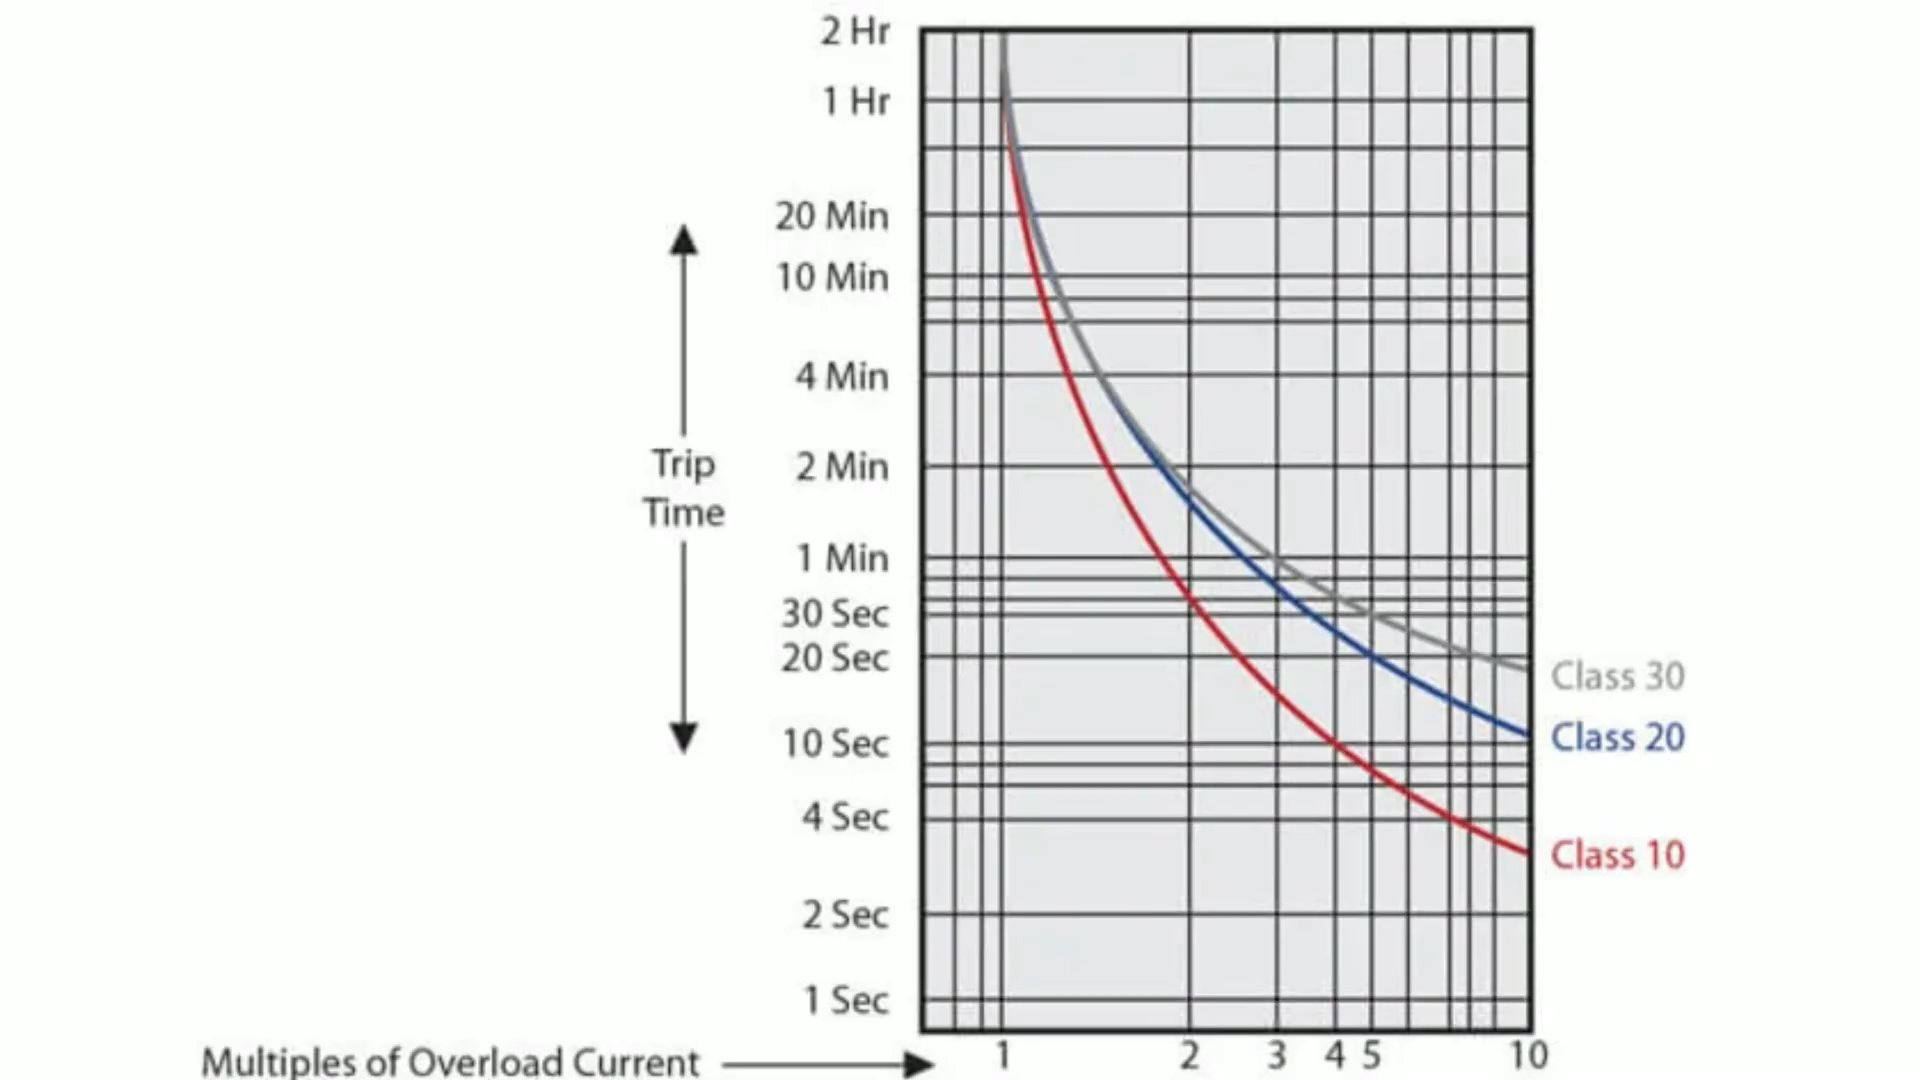 2 Hr
1 Hr
20 Min
10 Min
4 Min
Trip
Time
2 Min
1 Min
30 Sec
20 Sec
10 Sec
4 Sec
2 Sec
1 Sec
Class 30
Class 20
Class 10
Multiples of Overload Current
1 2 3 4 5 10